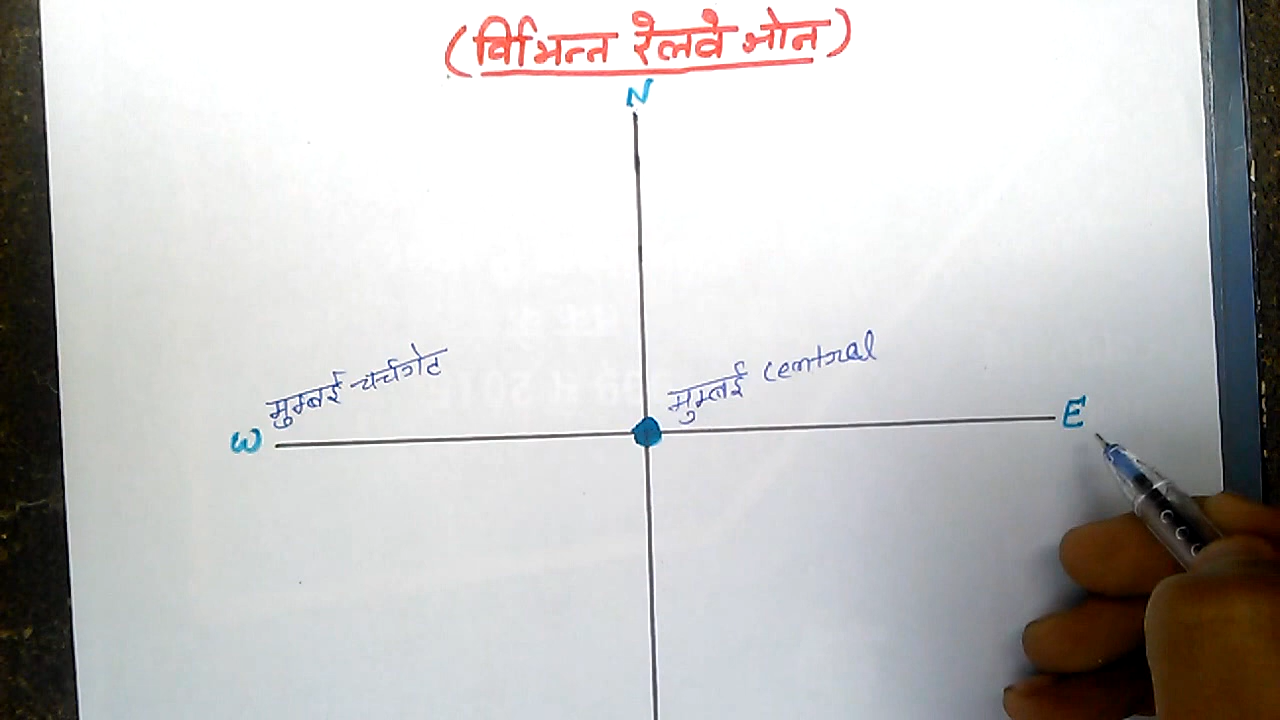 (विभिन्न रेलवे जोन)
N
मुम्बई चर्चगेट
मुम्बई Central
W
E